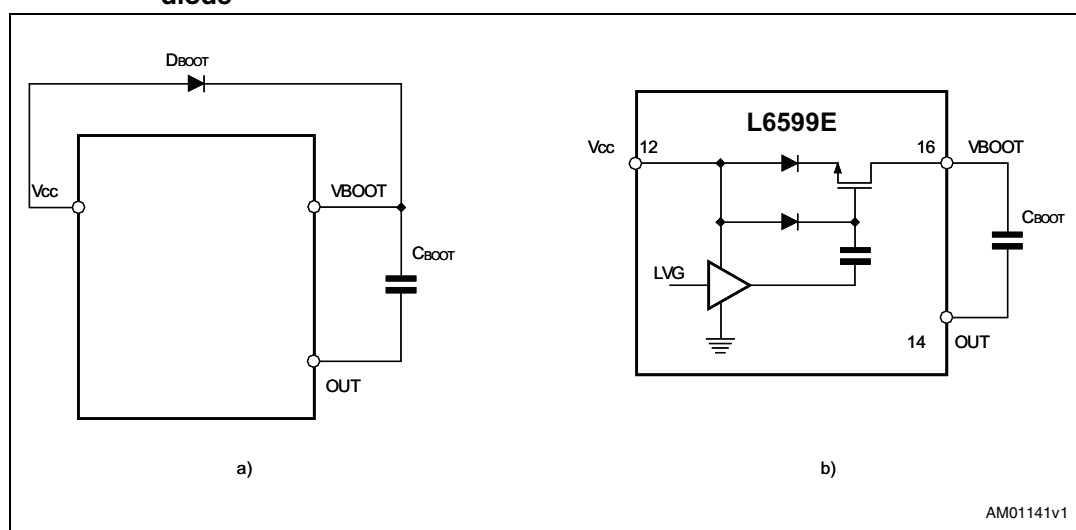 diode
DBOOT
Vcc
VBOOT
CBOOT
OUT
a)
L6599E
Vcc 12
16 VBOOT
CBOOT
LVG
14 OUT
b)
AM01141v1